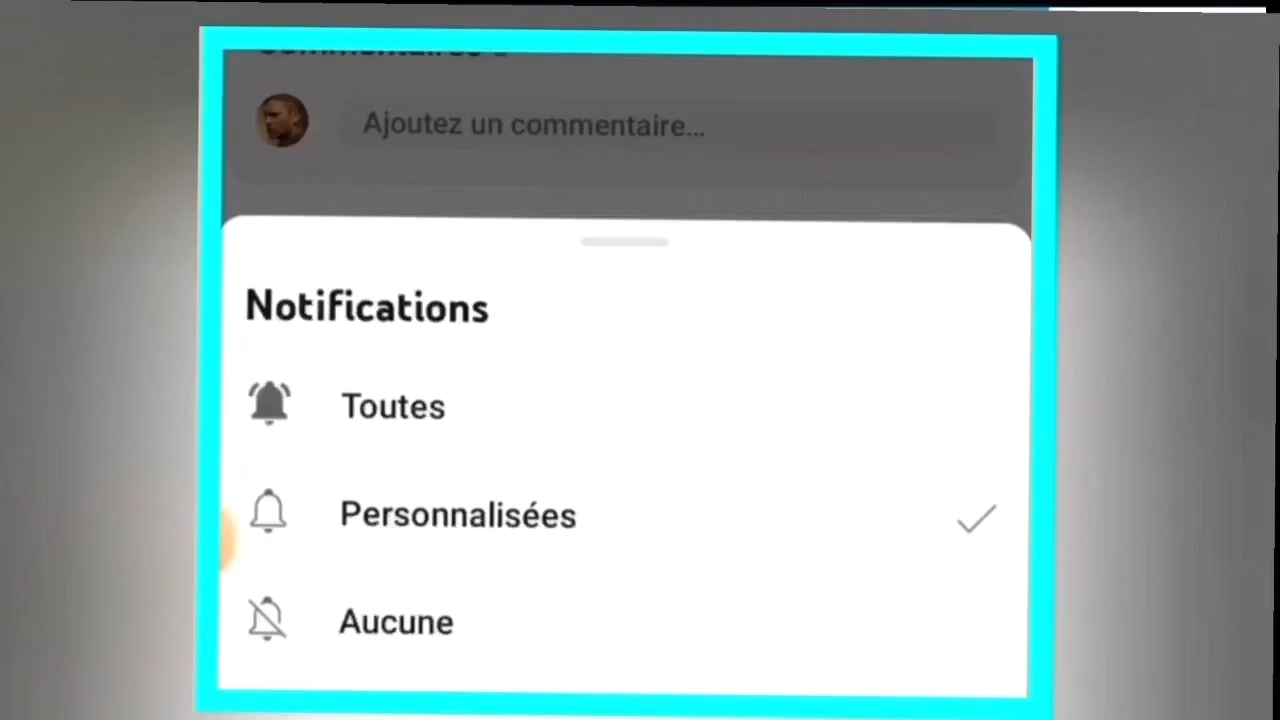 Ajoutez un commentaire...
Notifications
Toutes
Personnalisées
Aucune